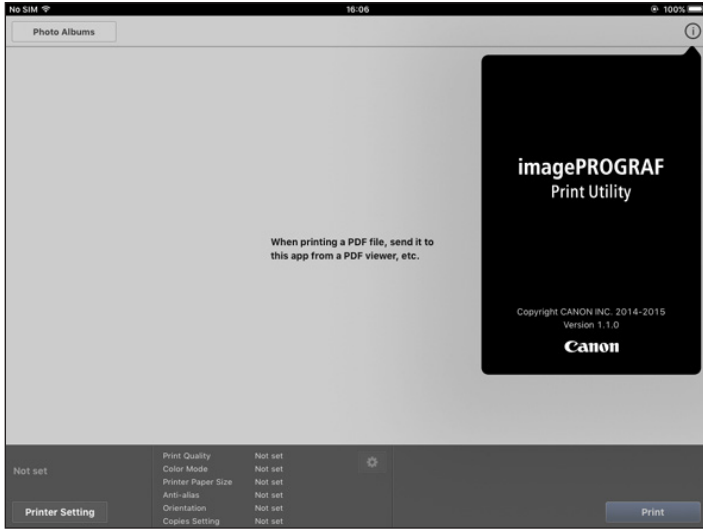 No SIM 16:06 100%
Photo Albums
imagePROGRAF
Print Utility
When printing a PDF file, send it to
this app from a PDF viewer, etc.
Copyright CANON INC. 2014-2015
Version 1.1.0
Canon
Not set
Print Quality Not set
Color Mode Not set
Printer Paper Size Not set
Anti-alias Not set
Orientation Not set
Copies Setting Not set
Printer Setting
Print